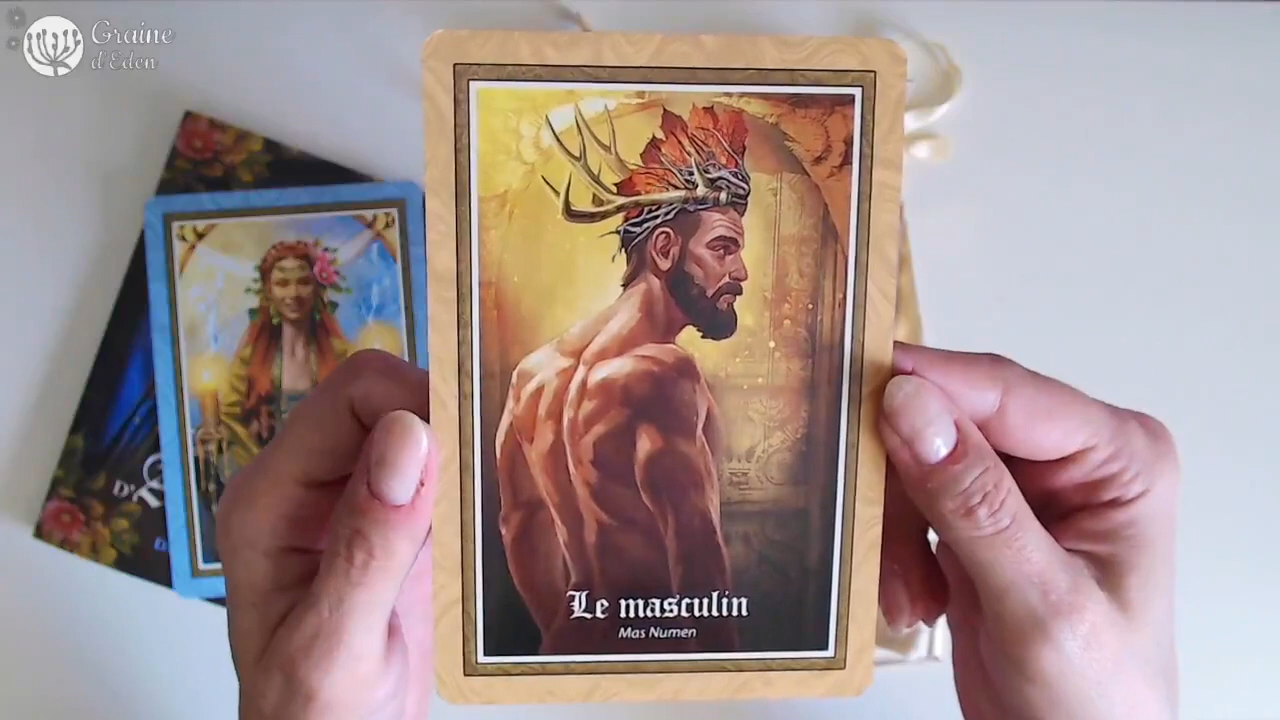 Graine
d'Eden
Le masculin
Mas Numen
D'